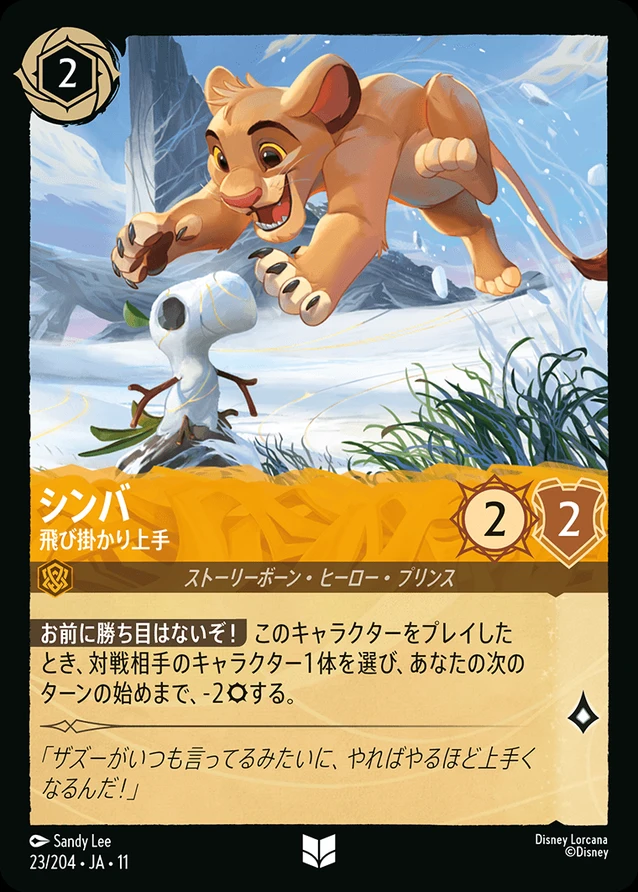 2
シンバ
飛び掛かり上手
2
2
ストーリーボーン・ヒーロー・プリンス
お前に勝ち目はないぞ！ このキャラクターをプレイした
とき、対戦相手のキャラクター1体を選び、あなたの次の
ターンの始めまで、-2する。
「ザズーがいつも言ってるみたいに、やればやるほど上手く
なるんだ！」
Sandy Lee
23/204・JA・11
Disney Lorcana
©Disney